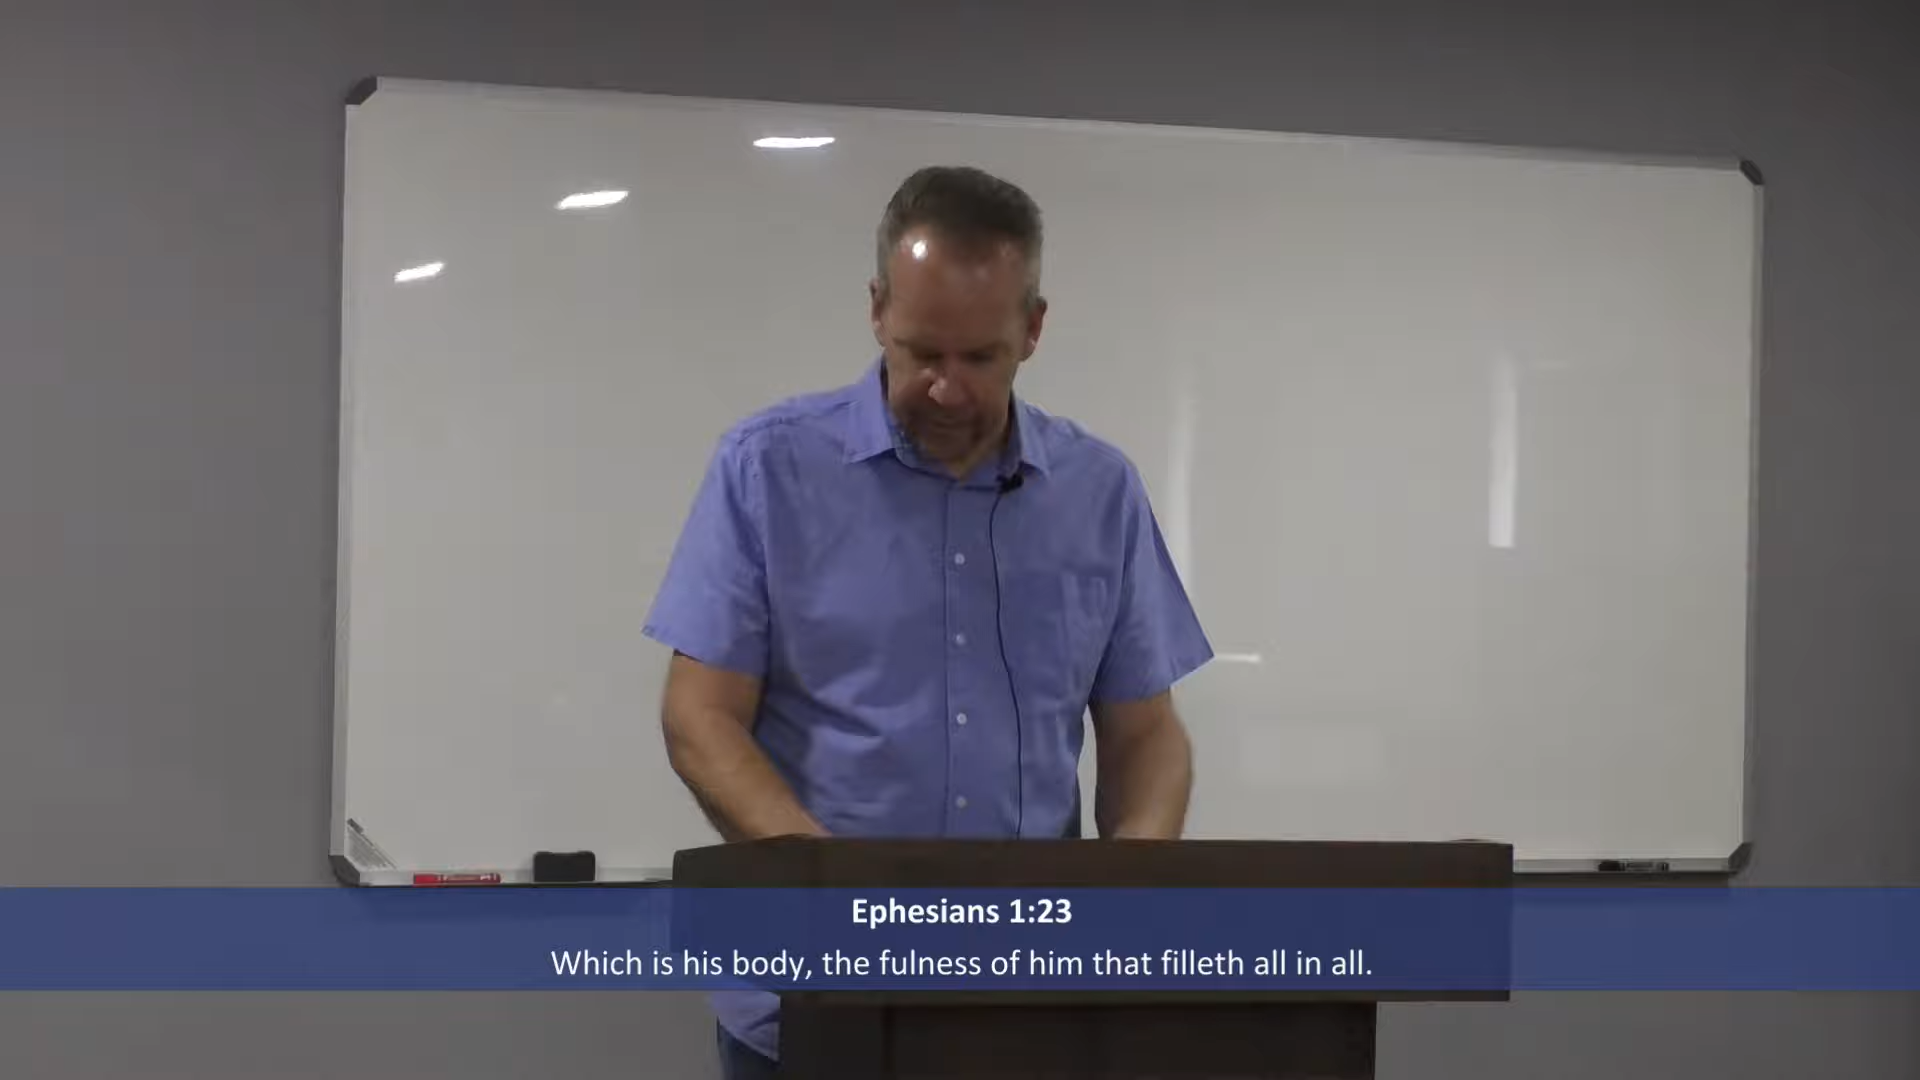 Ephesians 1:23
Which is his body, the fulness of him that filleth all in all.